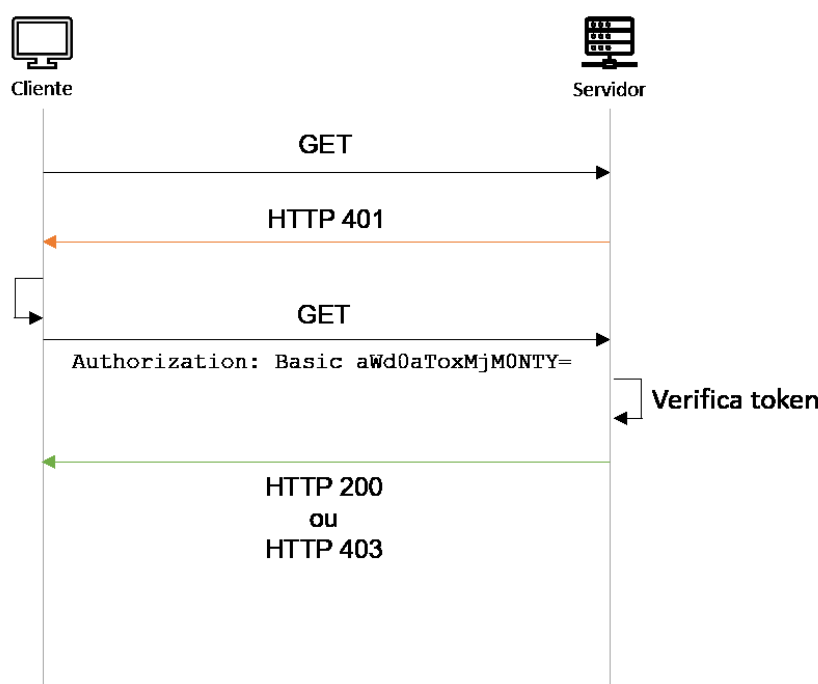 Cliente
Servidor
GET
HTTP 401
GET
Authorization: Basic aWd0aToxMjM0NTY=
Verifica token
HTTP 200
ou
HTTP 403